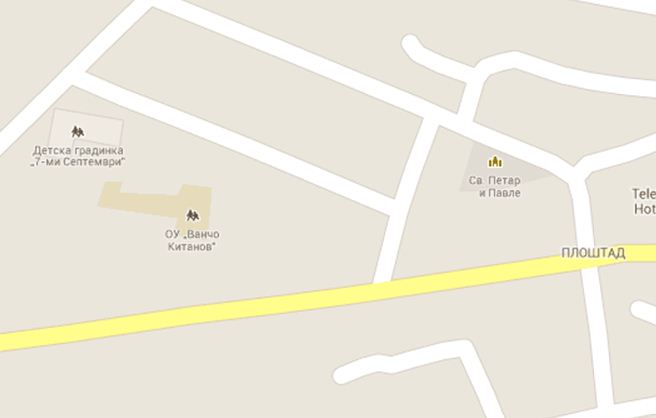 Детска градинка
„7-ми Септември"
ОУ „Ванчо
Китанов"
Св. Петар
и Павле
Tele
Hot
ПЛОШТАД